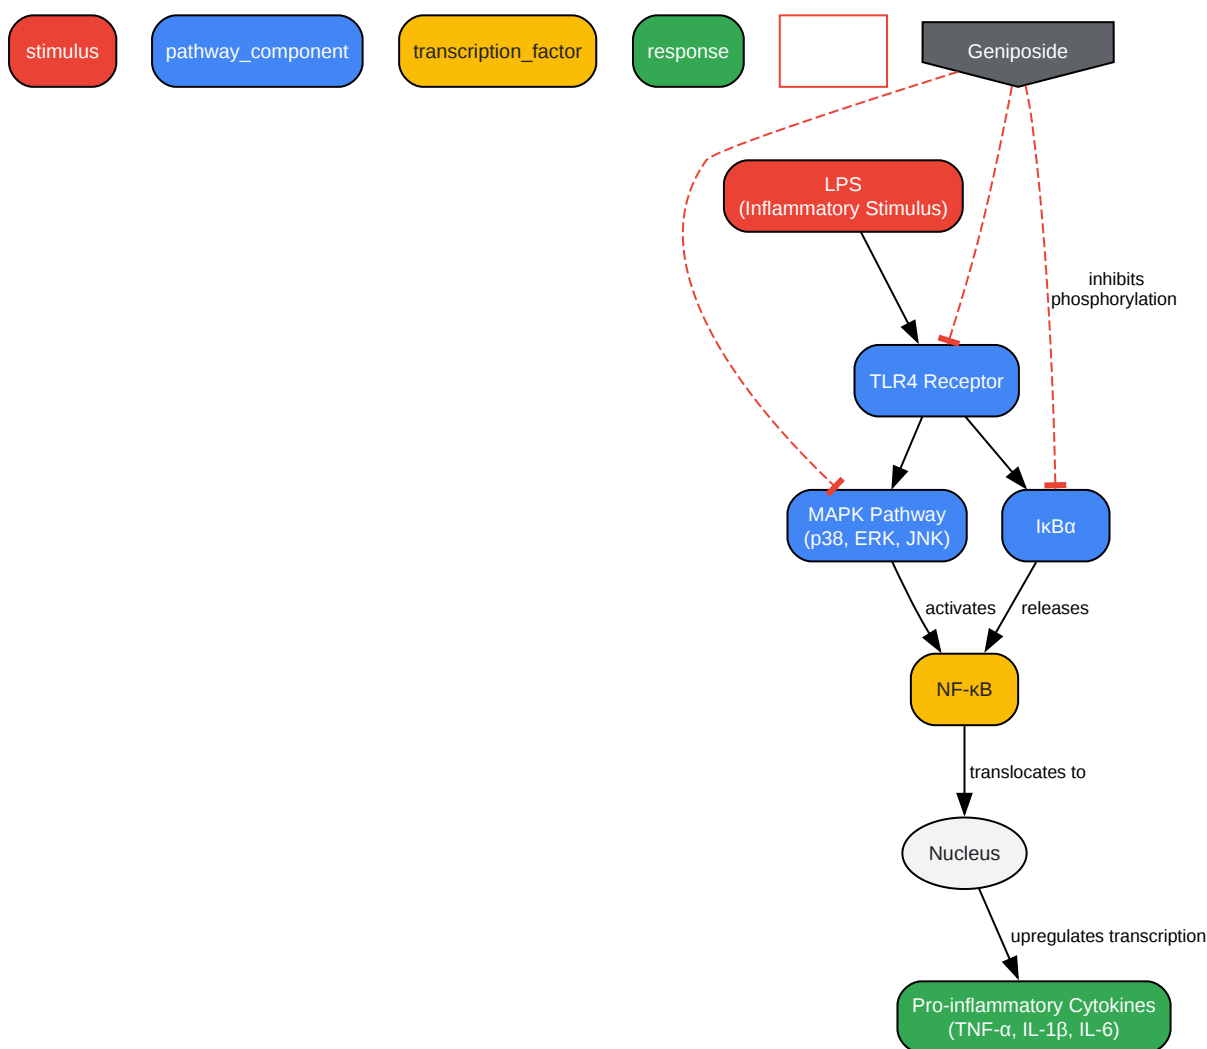 stimulus
pathway_component
transcription_factor
response
Geniposide
LPS
(Inflammatory Stimulus)
inhibits
phosphorylation
TLR4 Receptor
MAPK Pathway
(p38, ERK, JNK)
IκBα
activates
releases
NF-κB
translocates to
Nucleus
upregulates transcription
Pro-inflammatory Cytokines
(TNF-α, IL-1β, IL-6)